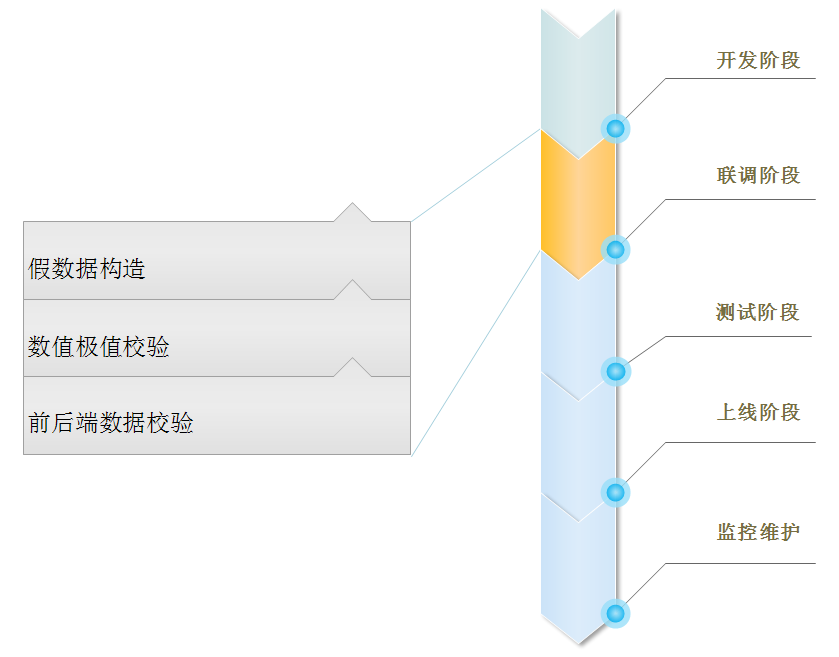 开发阶段
联调阶段
假数据构造
测试阶段
数值极值校验
上线阶段
前后端数据校验
监控维护